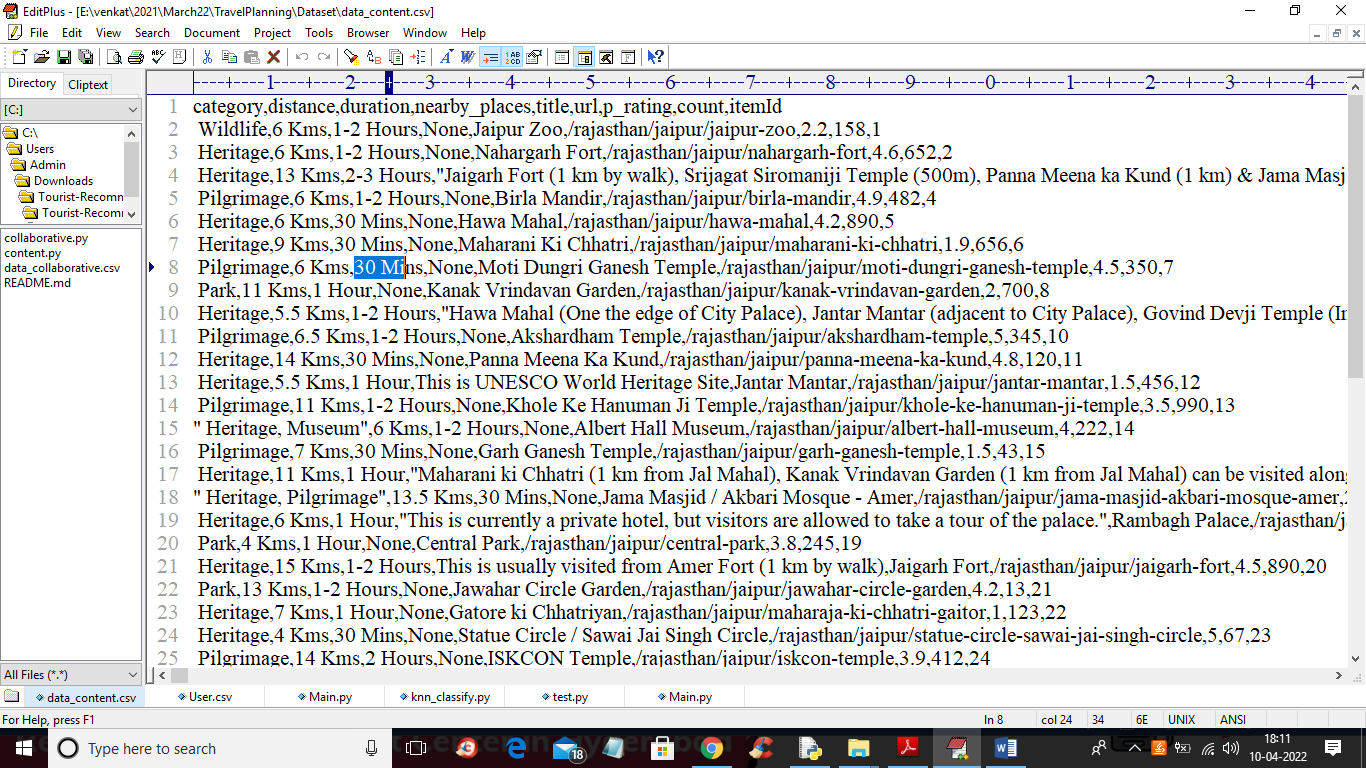 EditPlus - [E:\venkat\2021\March22\TravelPlanning\Dataset\data_content.csv]
File Edit View Search Document Project Tools Browser Window Help
Directory Cliptext
[C:]
C:\
Users
Admin
Downloads
Tourist-Recomn
Tourist-Recomn
collaborative.py
content.py
data_collaborative.csv
README.md
All Files (*.*)
----+----1----+----2----+----3----+----4----+----5----+----6----+----7----+----8----+----9----+----0----+----1----+----2----+----3----+----4----
1 category,distance,duration,nearby_places,title,url,p_rating,count,itemId
2 Wildlife,6 Kms,1-2 Hours,None,Jaipur Zoo,/rajasthan/jaipur/jaipur-zoo,2.2,158,1
3 Heritage,6 Kms,1-2 Hours,None,Nahargarh Fort,/rajasthan/jaipur/nahargarh-fort,4.6,652,2
4 Heritage,13 Kms,2-3 Hours,"Jaigarh Fort (1 km by walk), Srijagat Siromaniji Temple (500m), Panna Meena ka Kund (1 km) & Jama Masj
5 Pilgrimage,6 Kms,1-2 Hours,None,Birla Mandir,/rajasthan/jaipur/birla-mandir,4.9,482,4
6 Heritage,6 Kms,30 Mins,None,Hawa Mahal,/rajasthan/jaipur/hawa-mahal,4.2,890,5
7 Heritage,9 Kms,30 Mins,None,Maharani Ki Chhatri,/rajasthan/jaipur/maharani-ki-chhatri,1.9,656,6
8 Pilgrimage,6 Kms,30 Mins,None,Moti Dungri Ganesh Temple,/rajasthan/jaipur/moti-dungri-ganesh-temple,4.5,350,7
9 Park,11 Kms,1 Hour,None,Kanak Vrindavan Garden,/rajasthan/jaipur/kanak-vrindavan-garden,2,700,8
10 Heritage,5.5 Kms,1-2 Hours,"Hawa Mahal (One the edge of City Palace), Jantar Mantar (adjacent to City Palace), Govind Devji Temple (In
11 Pilgrimage,6.5 Kms,1-2 Hours,None,Akshardham Temple,/rajasthan/jaipur/akshardham-temple,5,345,10
12 Heritage,14 Kms,30 Mins,None,Panna Meena Ka Kund,/rajasthan/jaipur/panna-meena-ka-kund,4.8,120,11
13 Heritage,5.5 Kms,1 Hour,This is UNESCO World Heritage Site,Jantar Mantar,/rajasthan/jaipur/jantar-mantar,1.5,456,12
14 Pilgrimage,11 Kms,1-2 Hours,None,Khole Ke Hanuman Ji Temple,/rajasthan/jaipur/khole-ke-hanuman-ji-temple,3.5,990,13
15 " Heritage, Museum",6 Kms,1-2 Hours,None,Albert Hall Museum,/rajasthan/jaipur/albert-hall-museum,4,222,14
16 Pilgrimage,7 Kms,30 Mins,None,Garh Ganesh Temple,/rajasthan/jaipur/garh-ganesh-temple,1.5,43,15
17 Heritage,11 Kms,1 Hour,"Maharani ki Chhatri (1 km from Jal Mahal), Kanak Vrindavan Garden (1 km from Jal Mahal) can be visited along
18 " Heritage, Pilgrimage",13.5 Kms,30 Mins,None,Jama Masjid / Akbari Mosque - Amer,/rajasthan/jaipur/jama-masjid-akbari-mosque-amer,
19 Heritage,6 Kms,1 Hour,"This is currently a private hotel, but visitors are allowed to take a tour of the palace.",Rambagh Palace,/rajasthan/j
20 Park,4 Kms,1 Hour,None,Central Park,/rajasthan/jaipur/central-park,3.8,245,19
21 Heritage,15 Kms,1-2 Hours,This is usually visited from Amer Fort (1 km by walk),Jaigarh Fort,/rajasthan/jaipur/jaigarh-fort,4.5,890,20
22 Park,13 Kms,1-2 Hours,None,Jawahar Circle Garden,/rajasthan/jaipur/jawahar-circle-garden,4.2,13,21
23 Heritage,7 Kms,1 Hour,None,Gatore ki Chhatriyan,/rajasthan/jaipur/maharaja-ki-chhatri-gaitor,1,123,22
24 Heritage,4 Kms,30 Mins,None,Statue Circle / Sawai Jai Singh Circle,/rajasthan/jaipur/statue-circle-sawai-jai-singh-circle,5,67,23
25 Pilgrimage,14 Kms,2 Hours,None,ISKCON Temple,/rajasthan/jaipur/iskcon-temple,3.9,412,24
data_content.csv User.csv Main.py knn_classify.py test.py Main.py
For Help, press F1 ln 8 col 24 34 6E UNIX ANSI
Type here to search
18
18:11
10-04-2022